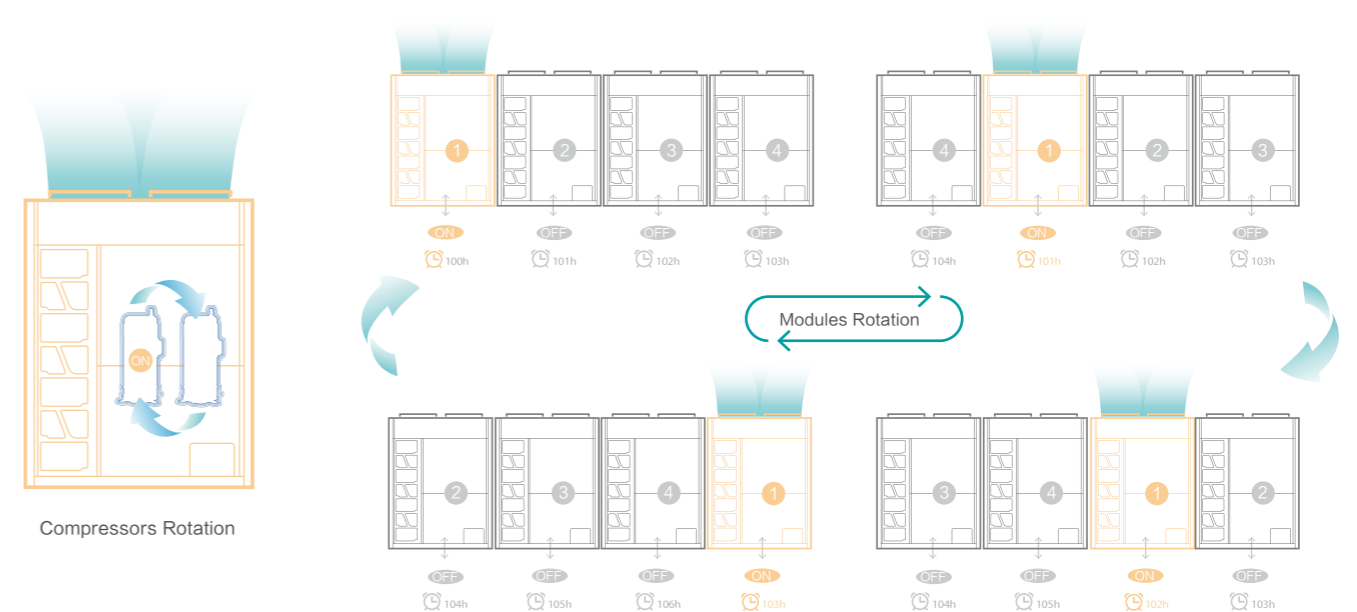 1 2 3 4
ON OFF OFF OFF
100h 101h 102h 103h
4 1 2 3
OFF ON OFF OFF
104h 101h 102h 103h
ON
Compressors Rotation
Modules Rotation
2 3 4 1
OFF OFF OFF ON
104h 105h 106h 103h
3 4 1 2
OFF OFF ON OFF
104h 105h 102h 103h